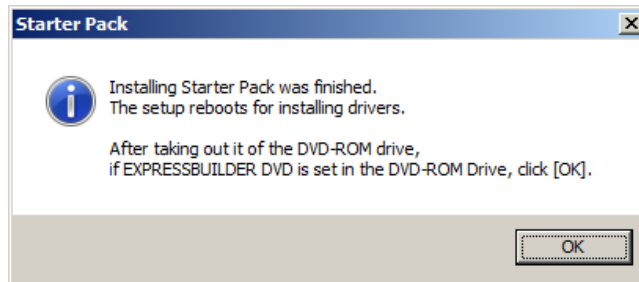 Starter Pack
Installing Starter Pack was finished.
The setup reboots for installing drivers.
After taking out it of the DVD-ROM drive,
if EXPRESSBUILDER DVD is set in the DVD-ROM Drive, click [OK].
OK